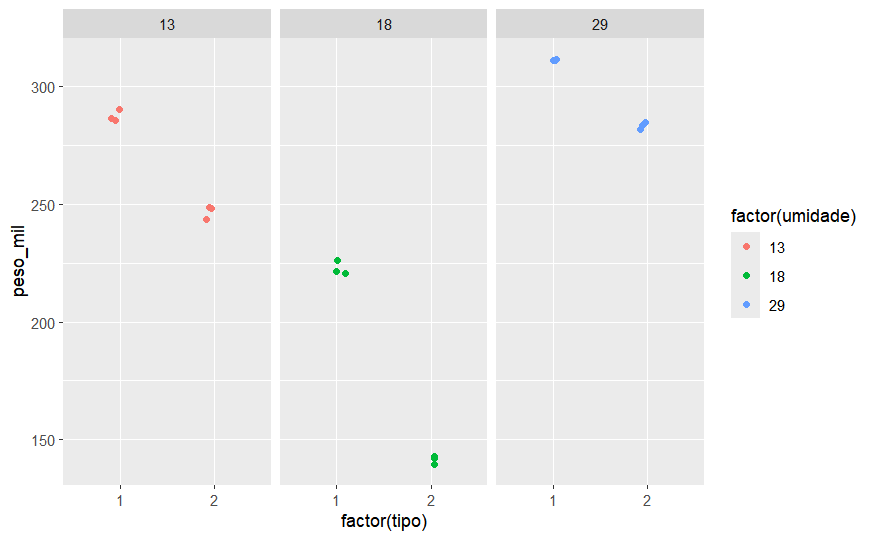 13 18 29
300
250
200
150
peso_mil
1 2 1 2 1 2
factor(tipo)
factor(umidade)
13
18
29